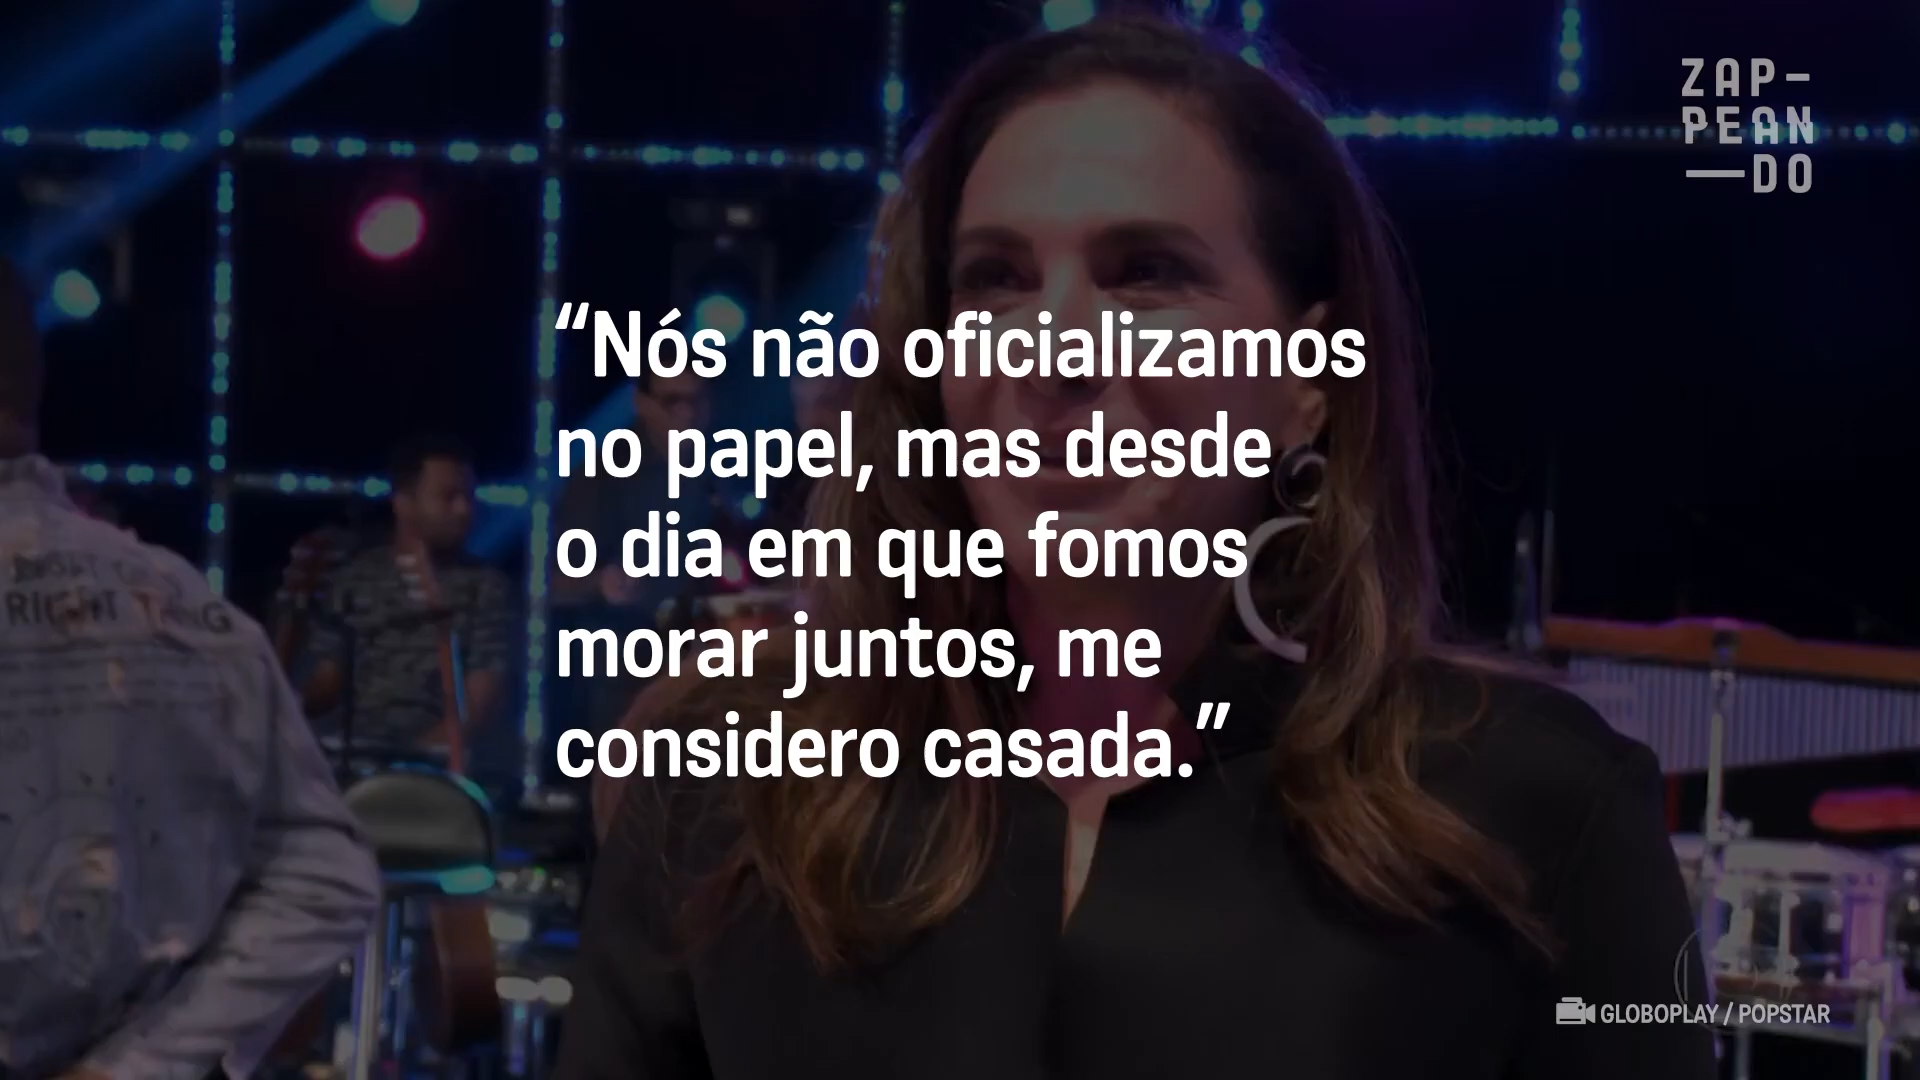 ZAP-
PEAN
—DO
“Nós não oficializamos
no papel, mas desde
o dia em que fomos
morar juntos, me
considero casada.”
RIGHT
GLOBOPLAY / POPSTAR